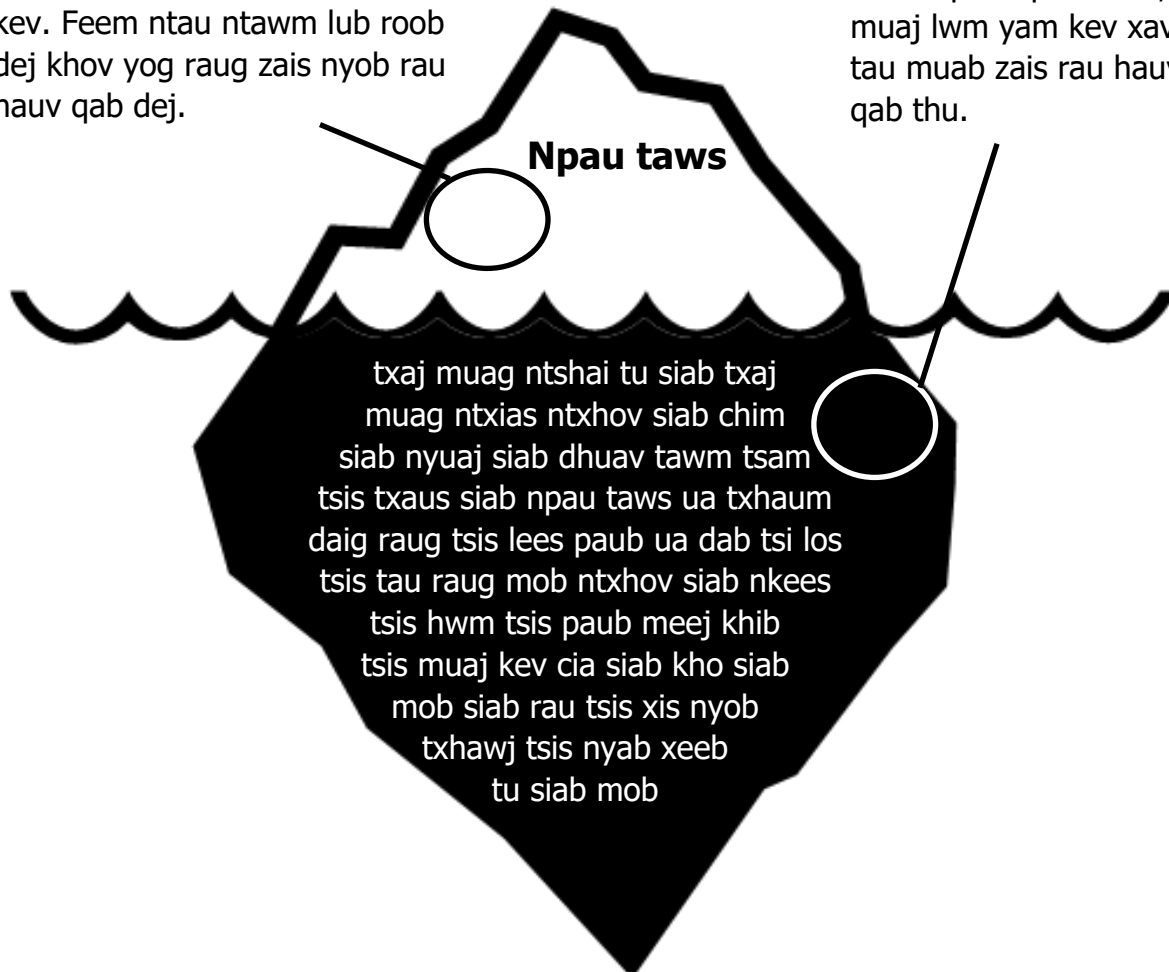 kev. Feem ntau ntawm lub roob
dej khov yog raug zais nyob rau
hauv qab dej.
muaj lwm yam kev xav
tau muab zais rau hauv
qab thu.
Npau taws
txaj muag ntshai tu siab txaj
muag ntxias ntxhov siab chim
siab nyuaj siab dhuav tawm tsam
tsis txaus siab npau taws ua txhaum
daig raug tsis lees paub ua dab tsi los
tsis tau raug mob ntxhov siab nkees
tsis hwm tsis paub meej khib
tsis muaj kev cia siab kho siab
mob siab rau tsis xis nyob
txhawj tsis nyab xeeb
tu siab mob